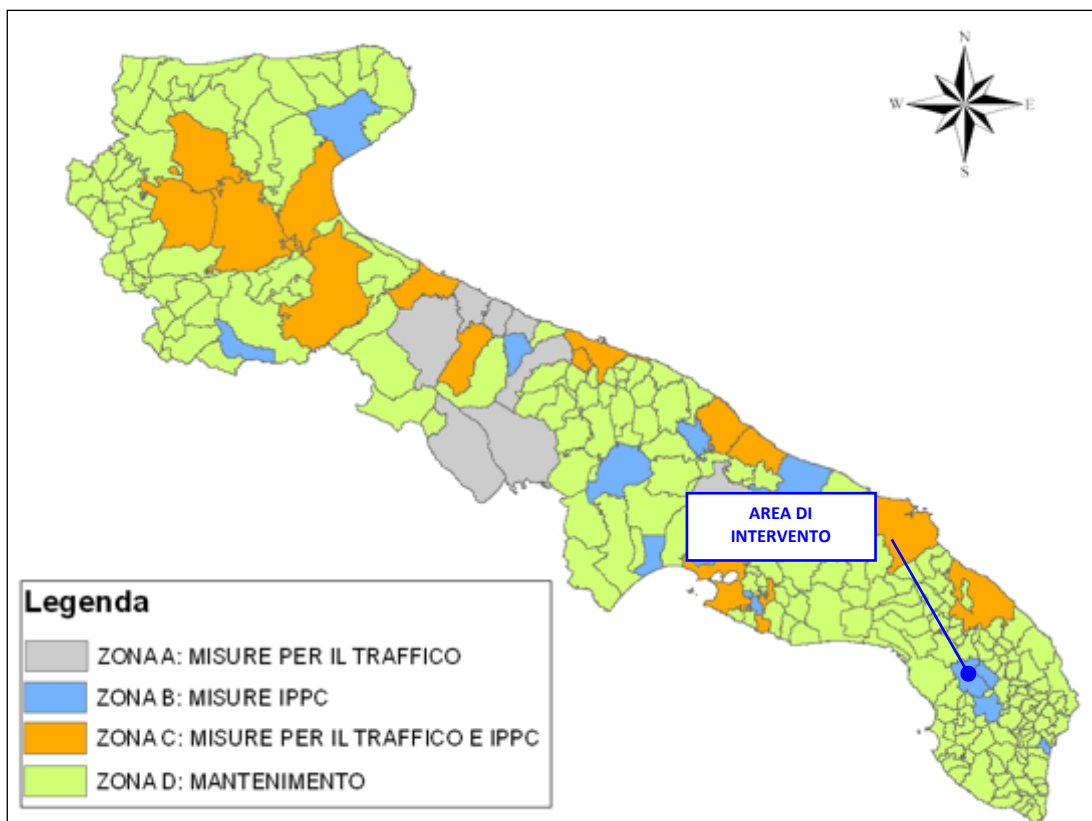 N
W
E
S
AREA DI
INTERVENTO
Legenda
ZONA A: MISURE PER IL TRAFFICO
ZONA B: MISURE IPPC
ZONA C: MISURE PER IL TRAFFICO E IPPC
ZONA D: MANTENIMENTO